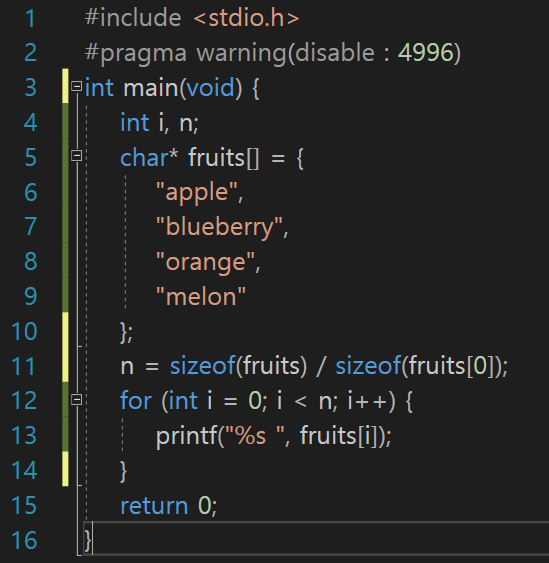 1 #include <stdio.h>
2 #pragma warning(disable : 4996)
3 int main(void) {
4 int i, n;
5 char* fruits[] = {
6 "apple",
7 "blueberry",
8 "orange",
9 "melon"
10 };
11 n = sizeof(fruits) / sizeof(fruits[0]);
12 for (int i = 0; i < n; i++) {
13 printf("%s ", fruits[i]);
14 }
15 return 0;
16 }